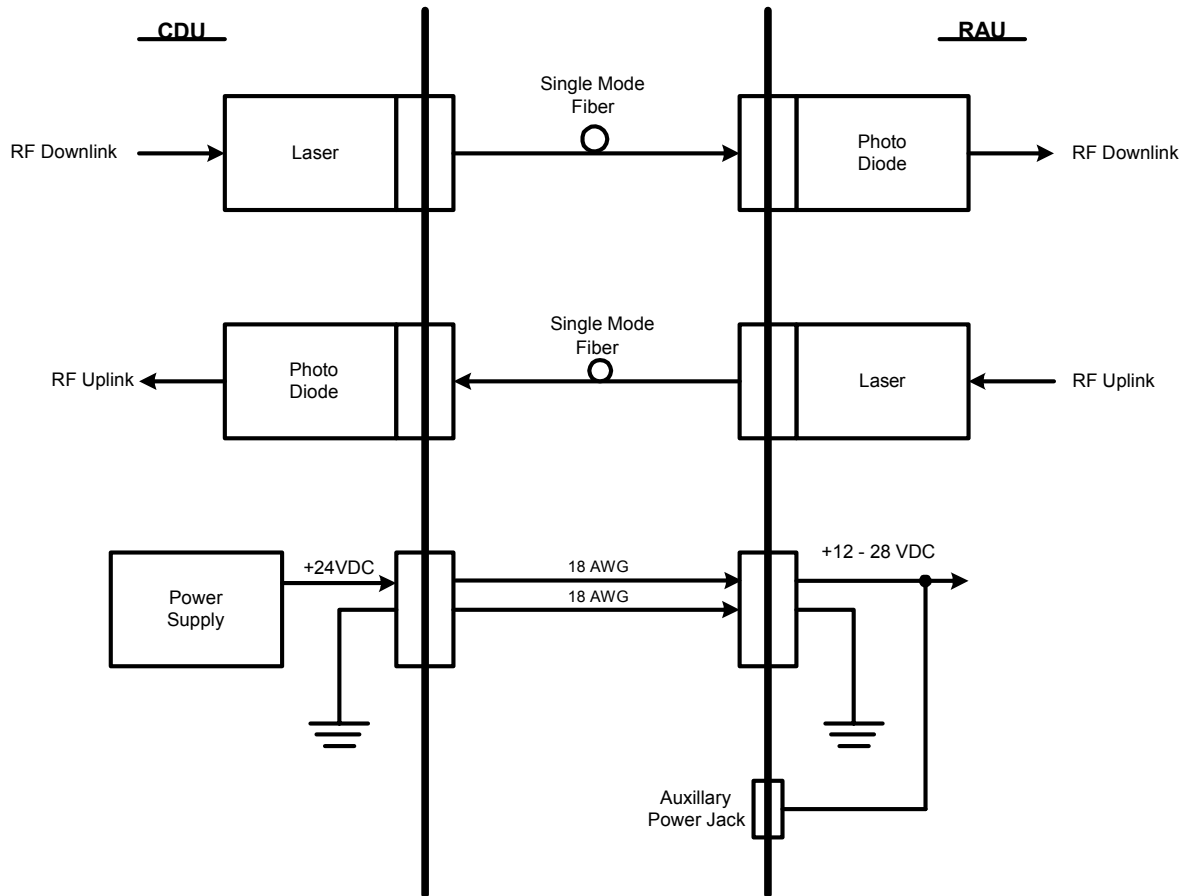 CDU
RAU
Single Mode
Fiber
RF Downlink
Laser
Photo
Diode
RF Downlink
Single Mode
Fiber
RF Uplink
Photo
Diode
Laser
RF Uplink
Power
Supply
+24VDC
18 AWG
18 AWG
+12 - 28 VDC
Auxillary
Power Jack